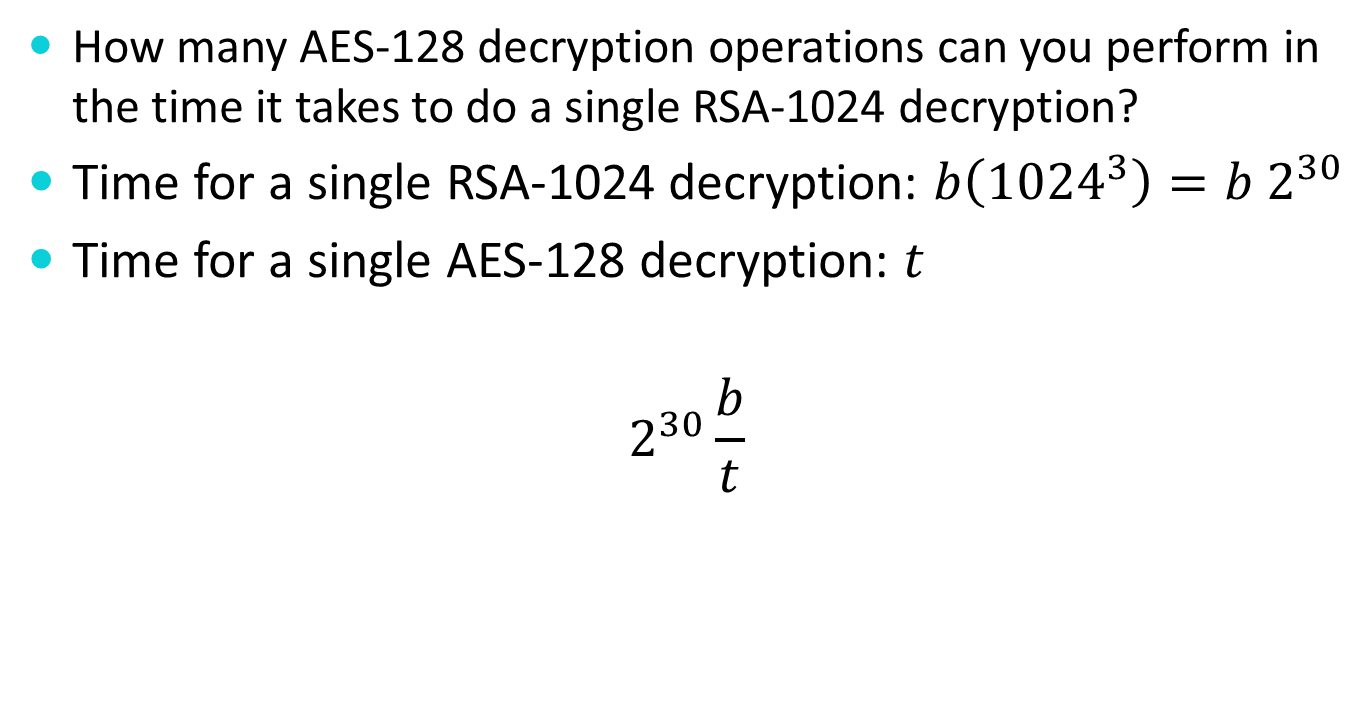 • How many AES-128 decryption operations can you perform in
the time it takes to do a single RSA-1024 decryption?
• Time for a single RSA-1024 decryption: b(1024³) = b 2³⁰
• Time for a single AES-128 decryption: t
2³⁰ b/t